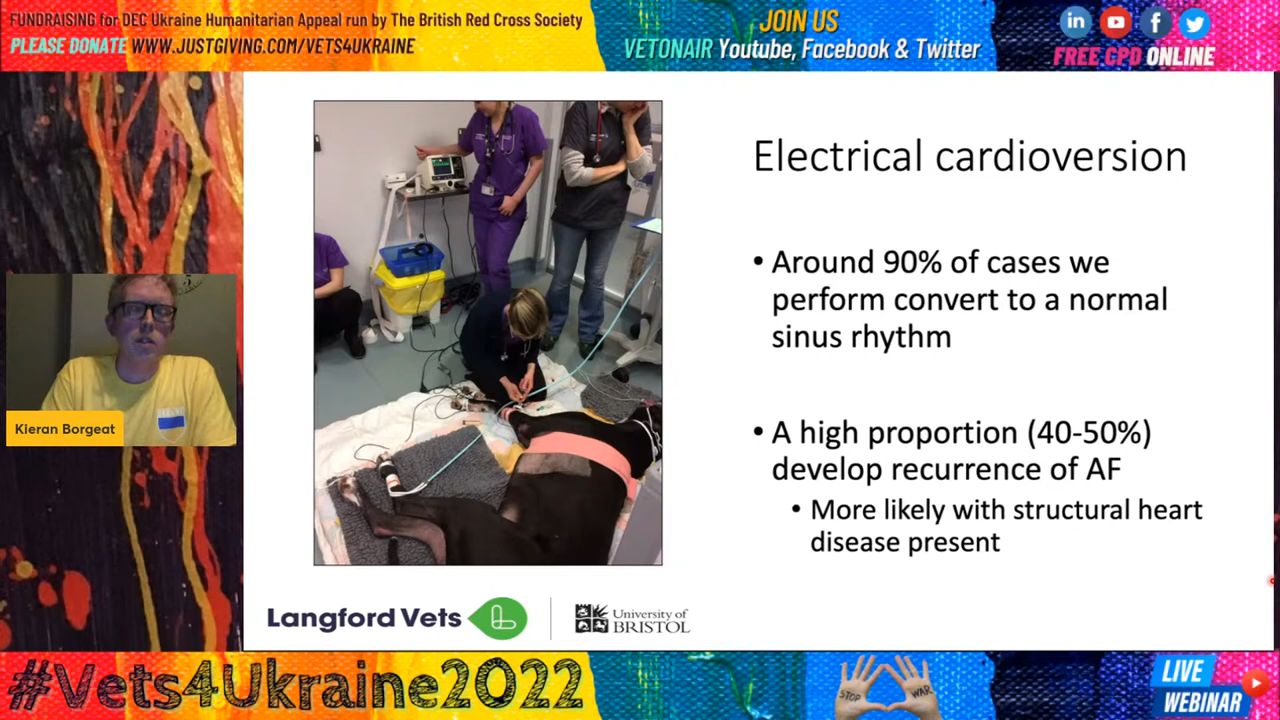 FUNDRAISING for DEC Ukraine Humanitarian Appeal run by The British Red Cross Society
PLEASE DONATE WWW.JUSTGIVING.COM/VETS4UKRAINE
JOIN US
VETONAIR Youtube, Facebook & Twitter
in
f
FREE CPD ONLINE
Electrical cardioversion
• Around 90% of cases we
perform convert to a normal
sinus rhythm
• A high proportion (40-50%)
develop recurrence of AF
• More likely with structural heart
disease present
Kieran Borgeat
Langford Vets
University of
BRISTOL
#Vets4Ukraine2022
STOP
WAR
LIVE
WEBINAR